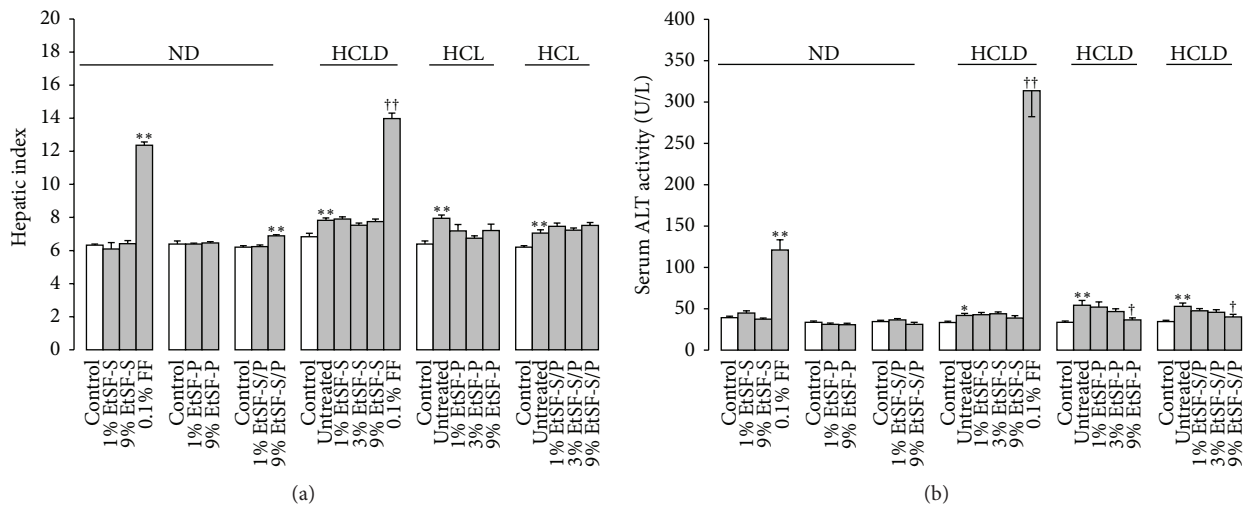 20
18
16
14
12
10
8
6
4
2
0
Hepatic index
ND
HCLD
HCL
HCL
**
**
**
††
**
**
Control
1% EtSF-S
9% EtSF-S
0.1% FF
Control
1% EtSF-P
9% EtSF-P
Control
1% EtSF-S/P
9% EtSF-S/P
Control
Untreated
1% EtSF-S
3% EtSF-S
9% EtSF-S
0.1% FF
Control
Untreated
1% EtSF-P
3% EtSF-P
9% EtSF-P
Control
Untreated
1% EtSF-S/P
3% EtSF-S/P
9% EtSF-S/P
(a)
400
350
300
250
200
150
100
50
0
Serum ALT activity (U/L)
ND
HCLD
HCLD
HCLD
**
*
††
**
†
**
†
Control
1% EtSF-S
9% EtSF-S
0.1% FF
Control
1% EtSF-P
9% EtSF-P
Control
1% EtSF-S/P
9% EtSF-S/P
Control
Untreated
1% EtSF-S
3% EtSF-S
9% EtSF-S
0.1% FF
Control
Untreated
1% EtSF-P
3% EtSF-P
9% EtSF-P
Control
Untreated
1% EtSF-S/P
3% EtSF-S/P
9% EtSF-S/P
(b)